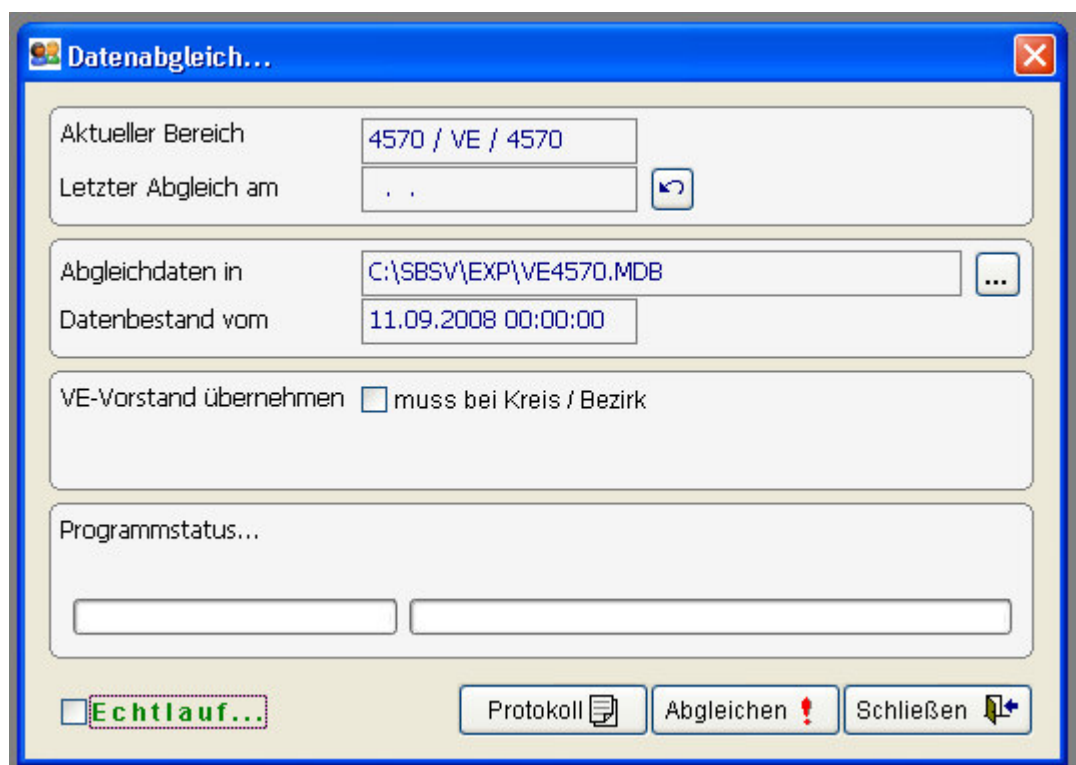 Datenabgleich...
Aktueller Bereich 4570 / VE / 4570
Letzter Abgleich am . .
Abgleichdaten in C:\SBSV\EXP\VE4570.MDB ...
Datenbestand vom 11.09.2008 00:00:00
VE-Vorstand übernehmen muss bei Kreis / Bezirk
Programmstatus...
Echtlauf... Protokoll Abgleichen Schließen